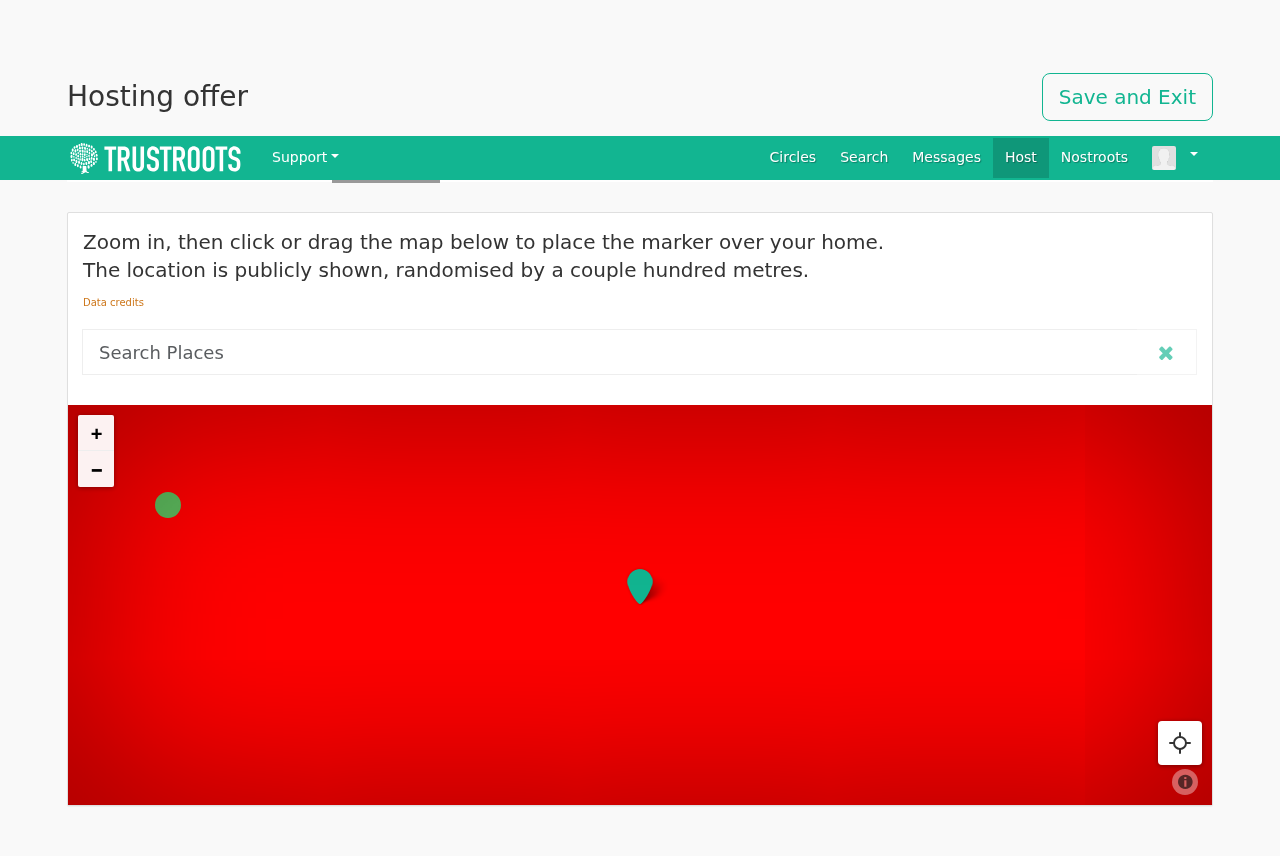 Hosting offer
Save and Exit
TRUSTROOTS
Support
Circles
Search
Messages
Host
Nostroots
Zoom in, then click or drag the map below to place the marker over your home.
The location is publicly shown, randomised by a couple hundred metres.
Data credits
Search Places
+
−